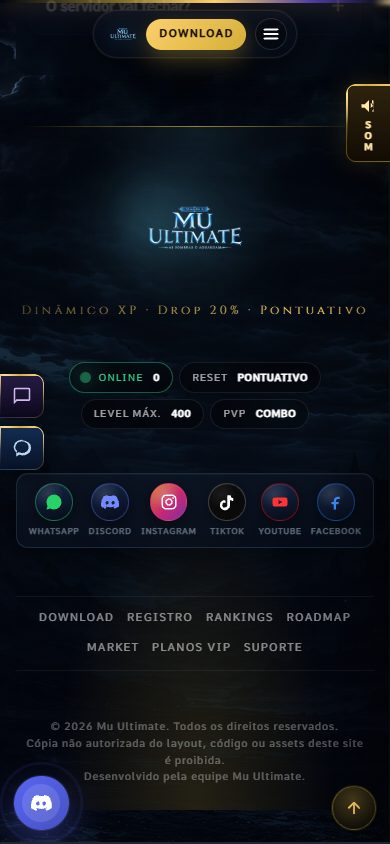 O servidor vai fechar?
MU
ULTIMATE
DOWNLOAD
S
O
M
MU
ULTIMATE
DINÂMICO XP · DROP 20% · PONTUATIVO
ONLINE 0
RESET PONTUATIVO
LEVEL MÁX. 400
PVP COMBO
WHATSAPP DISCORD INSTAGRAM TIKTOK YOUTUBE FACEBOOK
DOWNLOAD REGISTRO RANKINGS ROADMAP
MARKET PLANOS VIP SUPORTE
© 2026 Mu Ultimate. Todos os direitos reservados.
Cópia não autorizada do layout, código ou assets deste site
é proibida.
Desenvolvido pela equipe Mu Ultimate.